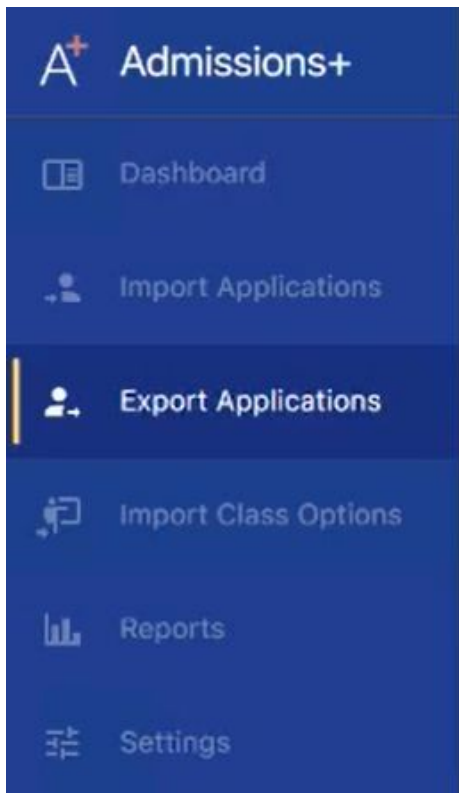 A+ Admissions+
Dashboard
Import Applications
Export Applications
Import Class Options
Reports
Settings